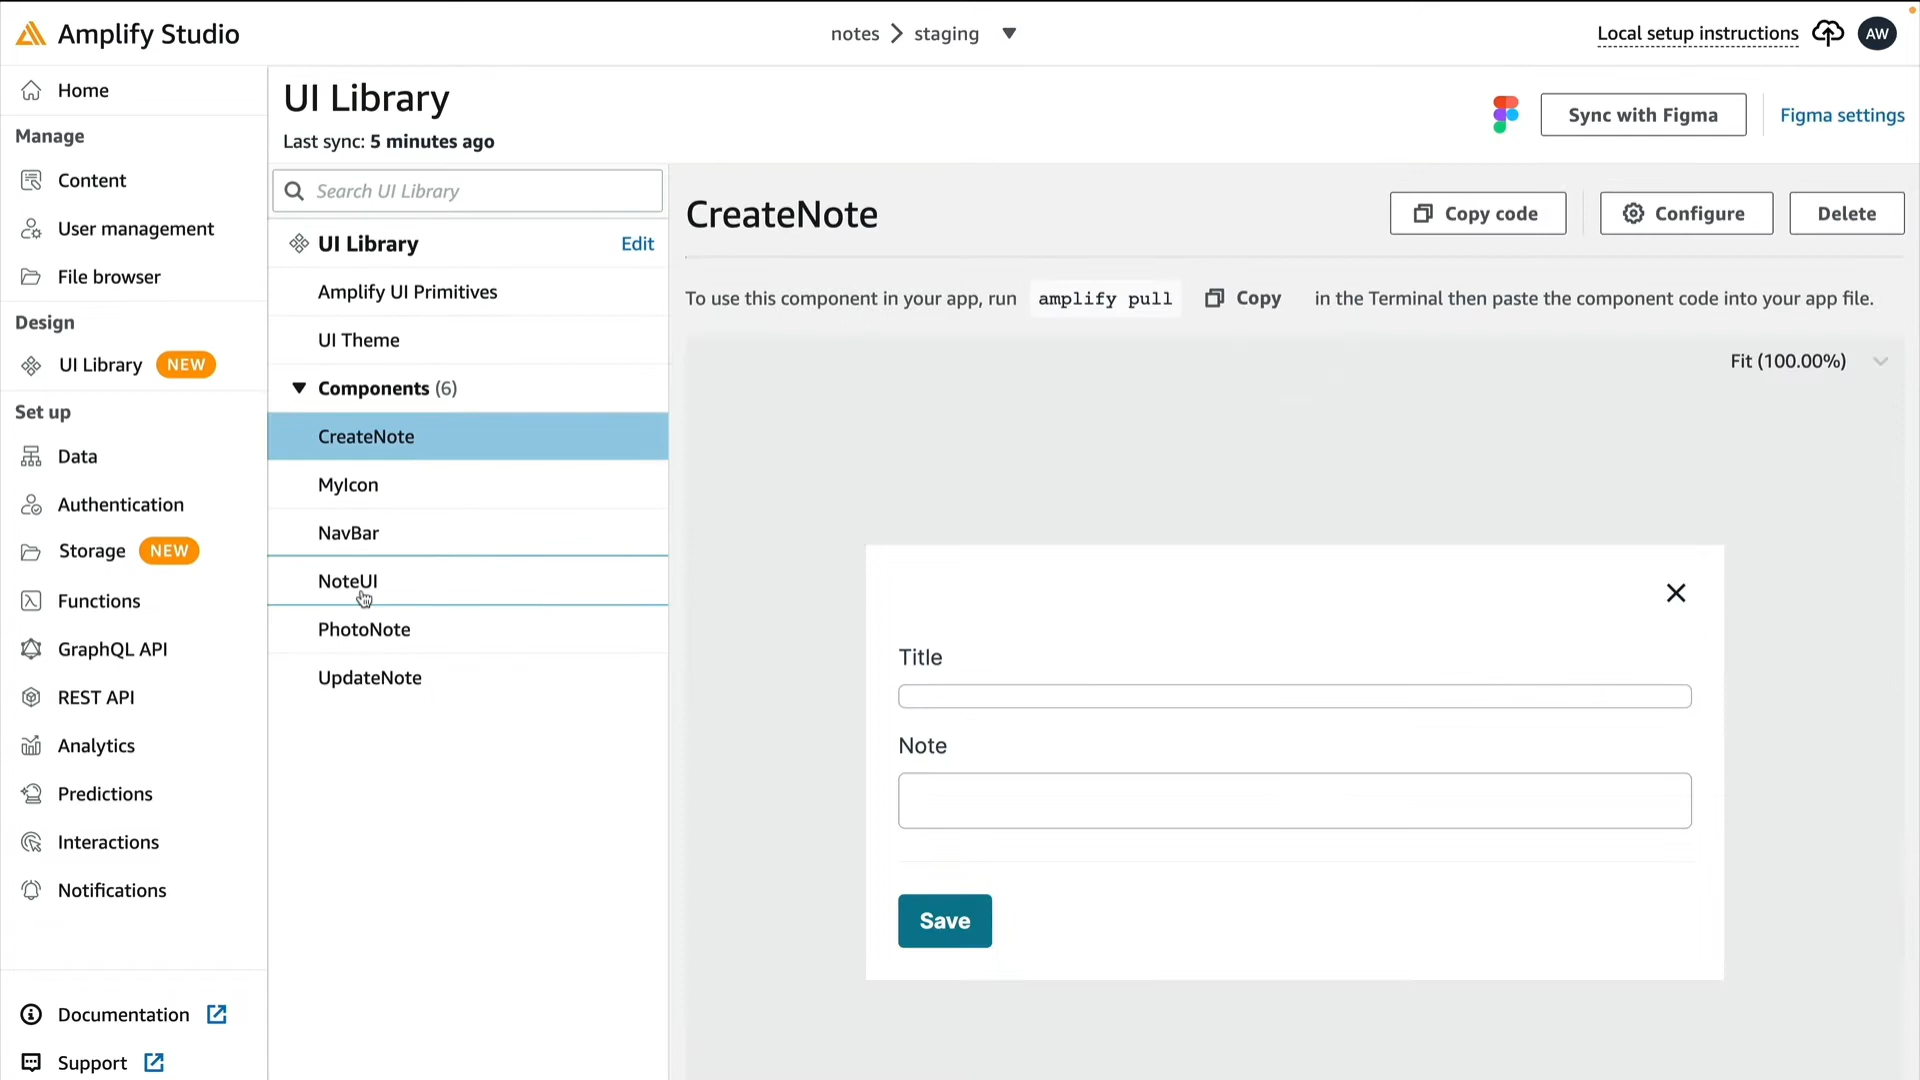 Amplify Studio
notes > staging
Local setup instructions
AW
Home
Manage
Content
User management
File browser
Design
UI Library NEW
Set up
Data
Authentication
Storage NEW
Functions
GraphQL API
REST API
Analytics
Predictions
Interactions
Notifications
Documentation
Support
UI Library
Last sync: 5 minutes ago
Sync with Figma
Figma settings
Search UI Library
UI Library Edit
Amplify UI Primitives
UI Theme
Components (6)
CreateNote
MyIcon
NavBar
NoteUI
PhotoNote
UpdateNote
CreateNote
Copy code
Configure
Delete
To use this component in your app, run amplify pull Copy in the Terminal then paste the component code into your app file.
Fit (100.00%)
Title
Note
Save